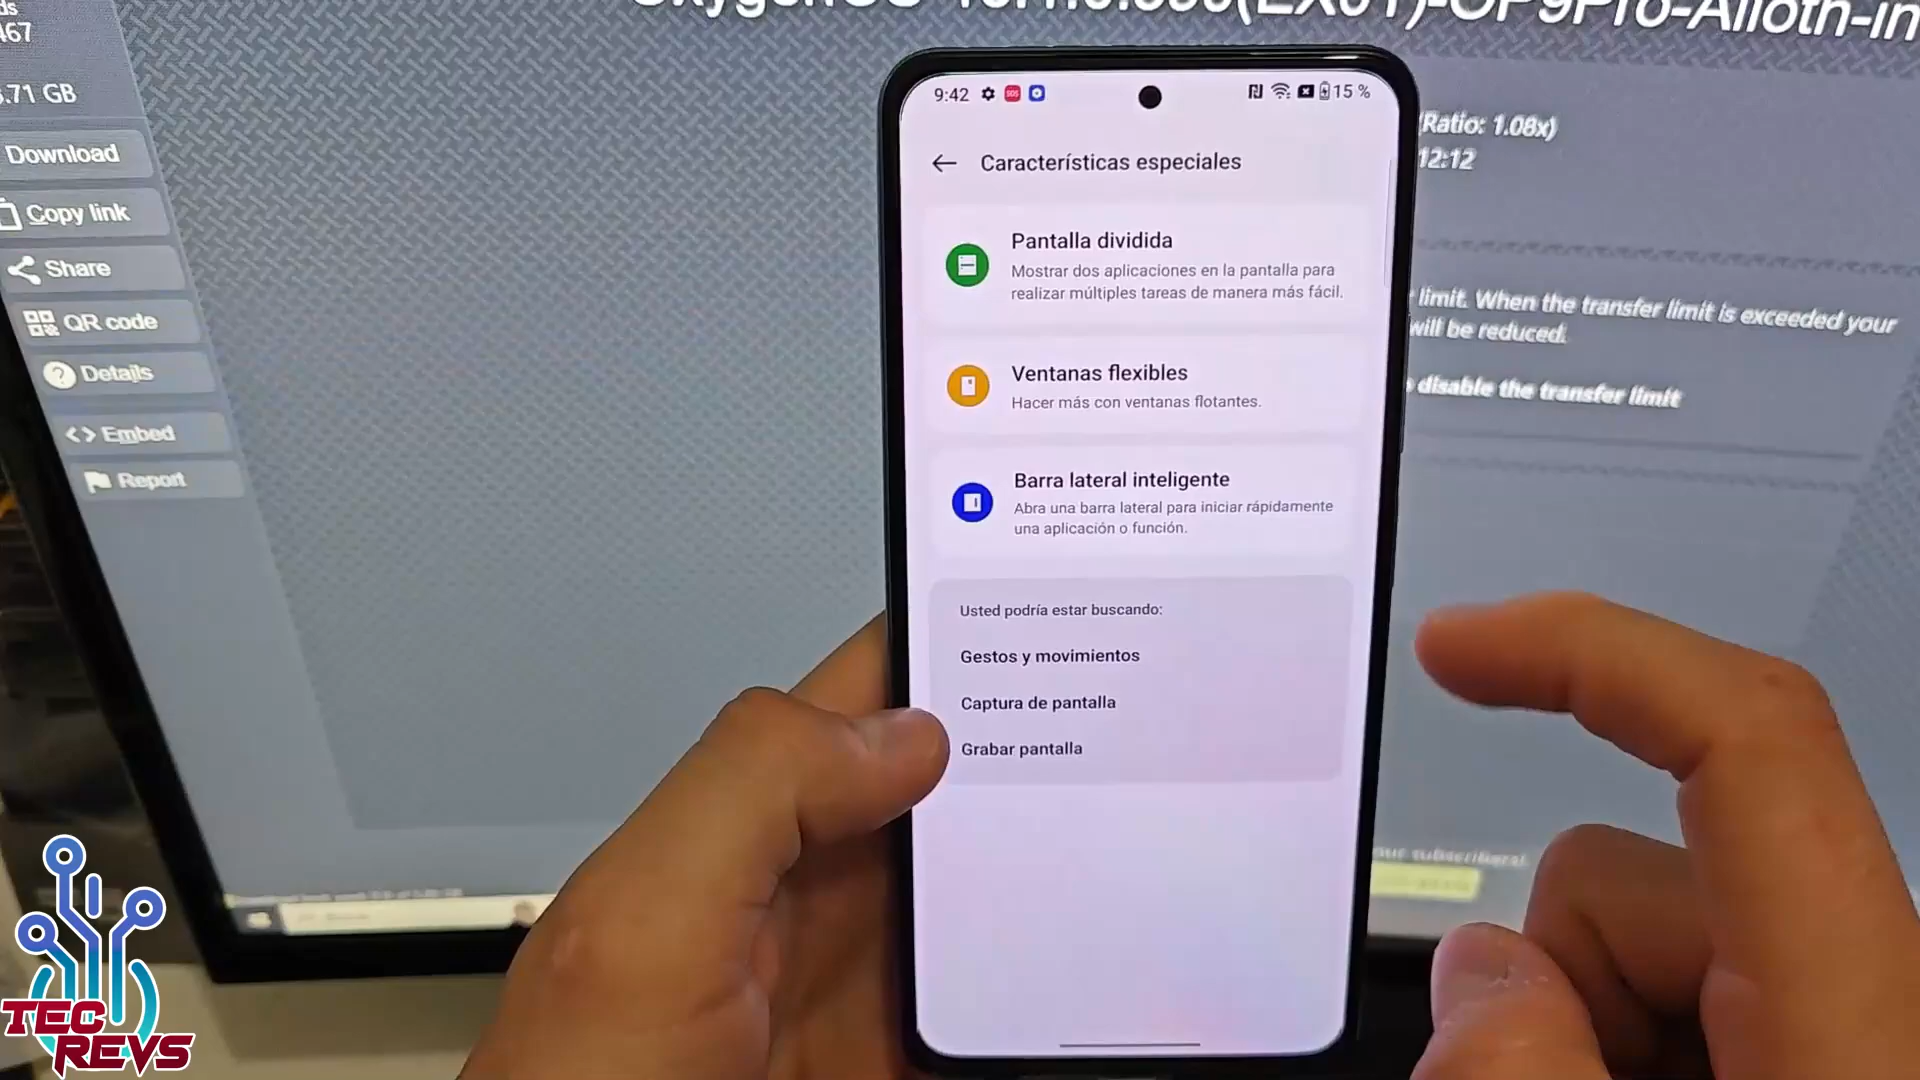 467
.71 GB
Download
Copy link
Share
QR code
Details
Embed
Report
(Ratio: 1.08x)
12:12
limit. When the transfer limit is exceeded your
will be reduced.
disable the transfer limit
9:42
SOS
15 %
Características especiales
Pantalla dividida
Mostrar dos aplicaciones en la pantalla para
realizar múltiples tareas de manera más fácil.
Ventanas flexibles
Hacer más con ventanas flotantes.
Barra lateral inteligente
Abra una barra lateral para iniciar rápidamente
una aplicación o función.
Usted podría estar buscando:
Gestos y movimientos
Captura de pantalla
Grabar pantalla
TEC
REVS